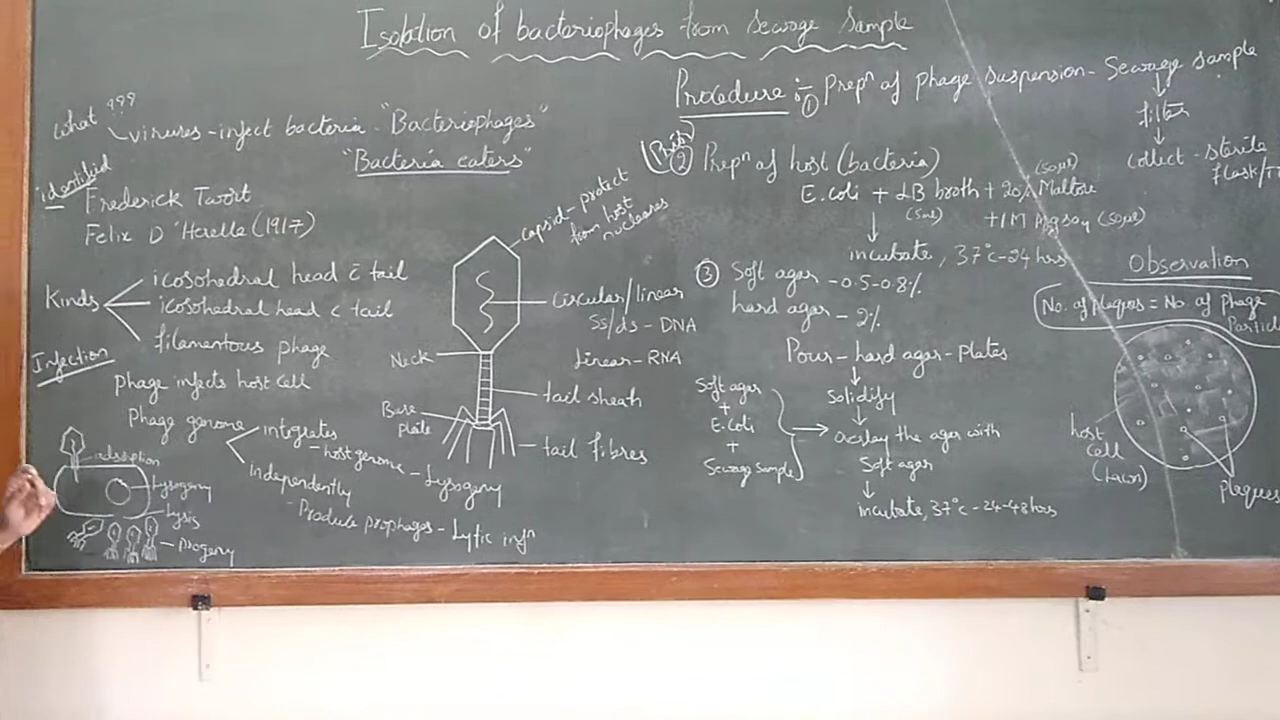 Isolation of bacteriophages from Sewage Sample
What ???
viruses - infect bacteria - "Bacteriophages"
"Bacteria eaters"
identified
Frederick Twort
Felix D'Herelle (1917)
Kinds
icosohedral head c̄ tail
icosohedral head c tail
filamentous phage
Infection
Phage infects host cell
Phage genome
integrates
- host genome - Lysogeny
independently
- Produce prophages - Lytic infn
adsorption
Lysogeny
Lysis
progeny
capsid - protect
from host
nucleases
Circular/linear
SS/ds - DNA
linear - RNA
Neck
tail sheath
Base
plate
tail fibres
Procedure :- ① Prepn of phage suspension - Sewage sample
filter
collect - sterile
flask/T
② Prepn of host (bacteria)
E.coli + LB broth + 20% Maltose
(5ml)
(50μl)
+ 1M MgSO4 (50μl)
incubate, 37°c - 24 hrs
③ Soft agar - 0.5-0.8%
hard agar - 2%
Pour - hard agar - plates
Solidify
Overlay the agar with
Soft agar
incubate, 37°c - 24-48 hrs
Soft agar
+
E.coli
+
Sewage sample
Observation
No. of plaques = No. of phage
Particl
host
cell
(Lawn)
plaques